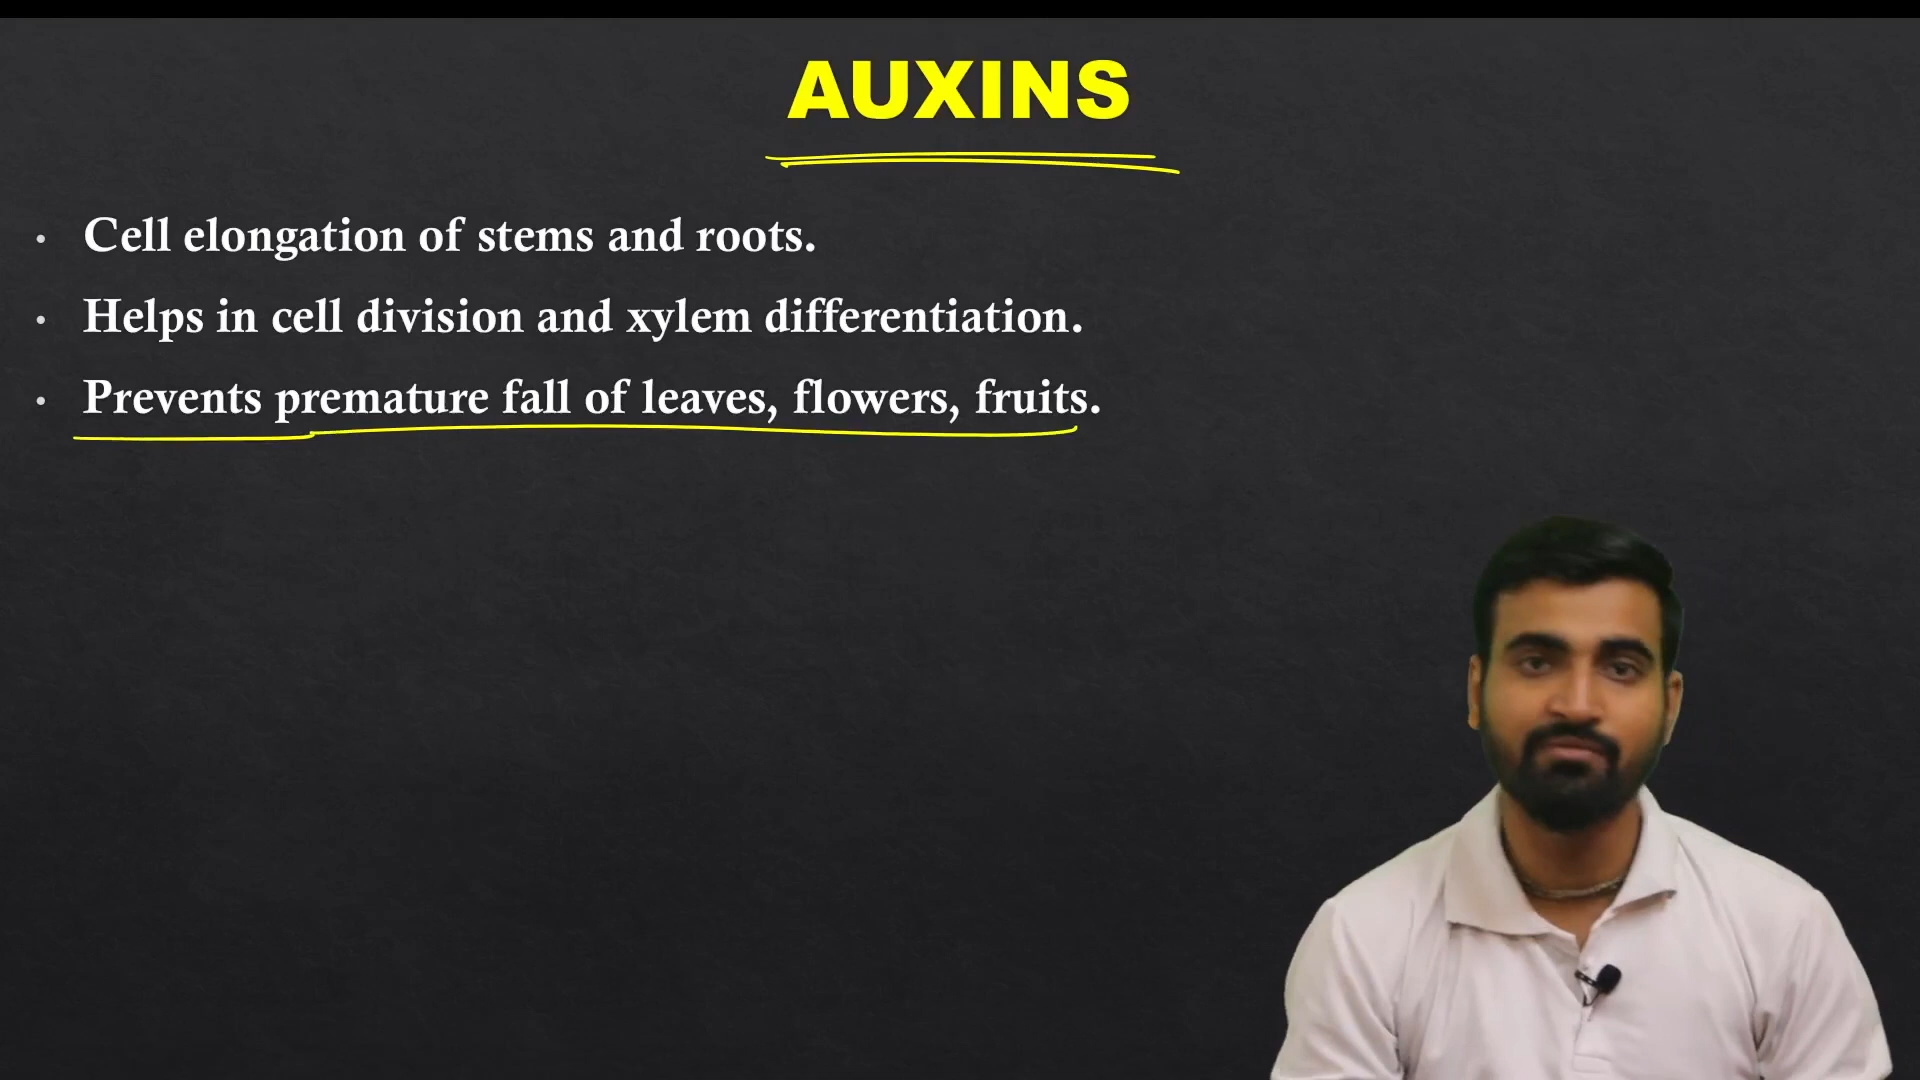 AUXINS
• Cell elongation of stems and roots.
• Helps in cell division and xylem differentiation.
• Prevents premature fall of leaves, flowers, fruits.